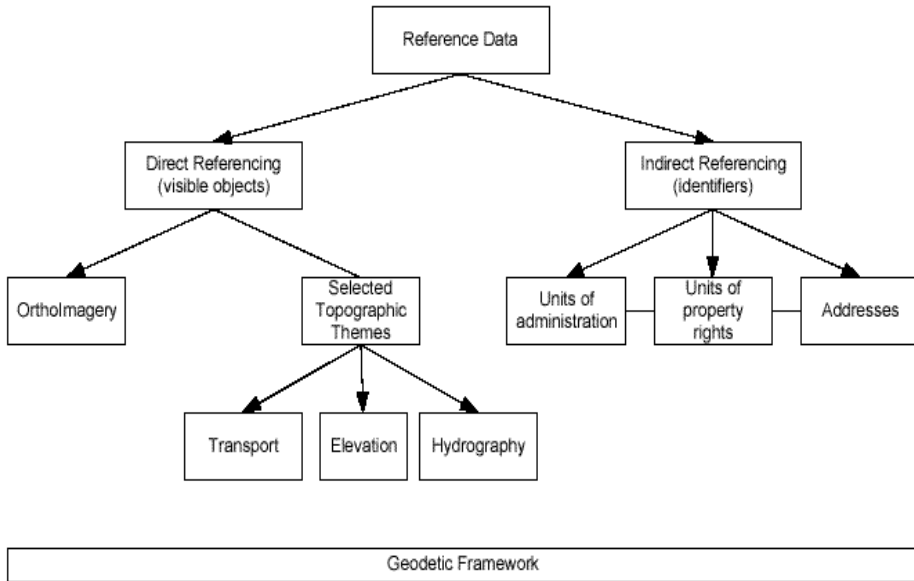 Reference Data
Direct Referencing
(visible objects)
Indirect Referencing
(identifiers)
OrthoImagery
Selected
Topographic
Themes
Units of
administration
Units of
property
rights
Addresses
Transport
Elevation
Hydrography
Geodetic Framework